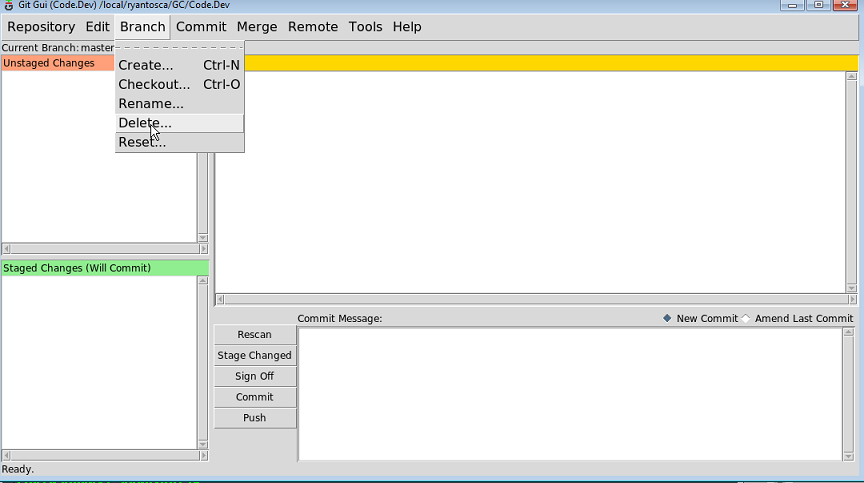 Git Gui (Code.Dev) /local/ryantosca/GC/Code.Dev
Repository Edit Branch Commit Merge Remote Tools Help
Current Branch: master
Unstaged Changes
Create... Ctrl-N
Checkout... Ctrl-O
Rename...
Delete...
Reset...
Staged Changes (Will Commit)
Commit Message: New Commit Amend Last Commit
Rescan
Stage Changed
Sign Off
Commit
Push
Ready.